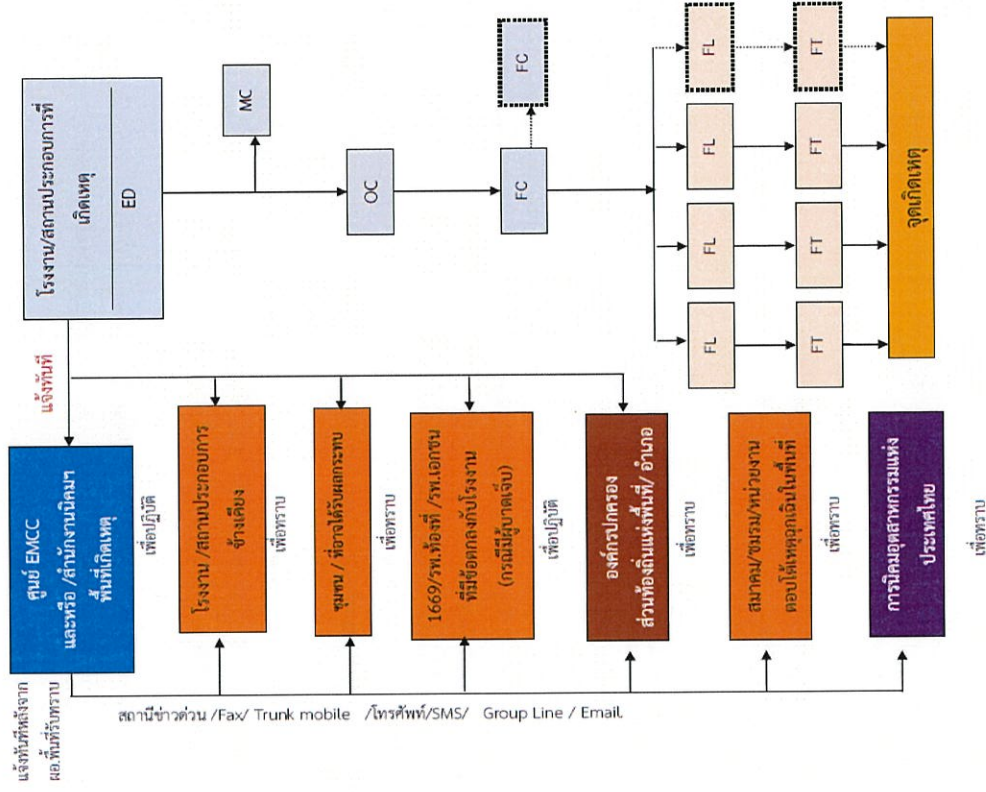 โรงงาน/สถานประกอบการที่
เกิดเหตุ
ED
MC
OC
FC
FC
FL
FL
FL
FL
FT
FT
FT
FT
จุดเกิดเหตุ
แจ้งทันที
ศูนย์ EMCC
และหรือ /สำนักงานนิคมฯ
พื้นที่เกิดเหตุ
เพื่อปฏิบัติ
โรงงาน /สถานประกอบการ
ข้างเคียง
เพื่อทราบ
ชุมชน / ที่อาจได้รับผลกระทบ
เพื่อทราบ
1669/รพ.ท้องที่ /รพ.เอกชน
ที่มีข้อตกลงกับโรงงาน
(กรณีมีผู้บาดเจ็บ)
เพื่อปฏิบัติ
องค์กรปกครอง
ส่วนท้องถิ่นแห่งพื้นที่/ อำเภอ
เพื่อทราบ
สมาคม/ชมรม/หน่วยงาน
ตอบโต้เหตุฉุกเฉินในพื้นที่
เพื่อทราบ
การนิคมอุตสาหกรรมแห่ง
ประเทศไทย
เพื่อทราบ
แจ้งทันทีหลังจาก
ผอ.พื้นที่รับทราบ
สถานีข่าวด่วน /Fax/ Trunk mobile /โทรศัพท์/SMS/ Group Line / Email.